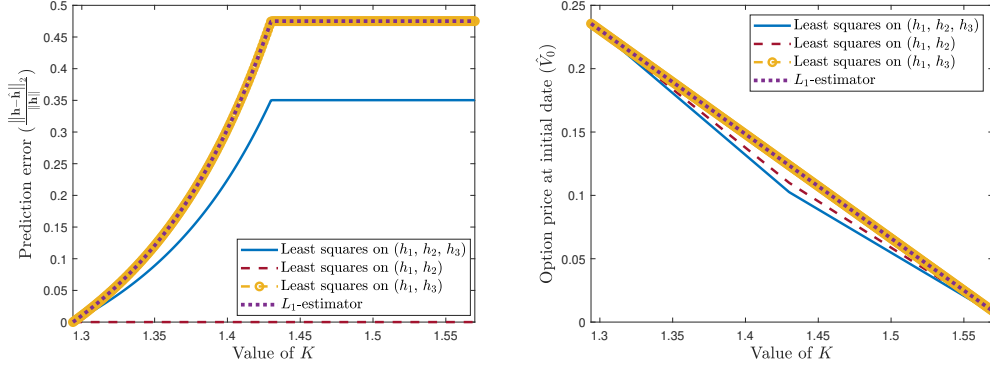 0.5
0.45
0.4
0.35
0.3
0.25
0.2
0.15
0.1
0.05
0
Prediction error ( ||h−ĥ||₂ / ||h|| )
Least squares on (h₁, h₂, h₃)
Least squares on (h₁, h₂)
Least squares on (h₁, h₃)
L₁-estimator
1.3 1.35 1.4 1.45 1.5 1.55
Value of K
0.25
0.2
0.15
0.1
0.05
0
Option price at initial date (V̂₀)
Least squares on (h₁, h₂, h₃)
Least squares on (h₁, h₂)
Least squares on (h₁, h₃)
L₁-estimator
1.3 1.35 1.4 1.45 1.5 1.55
Value of K